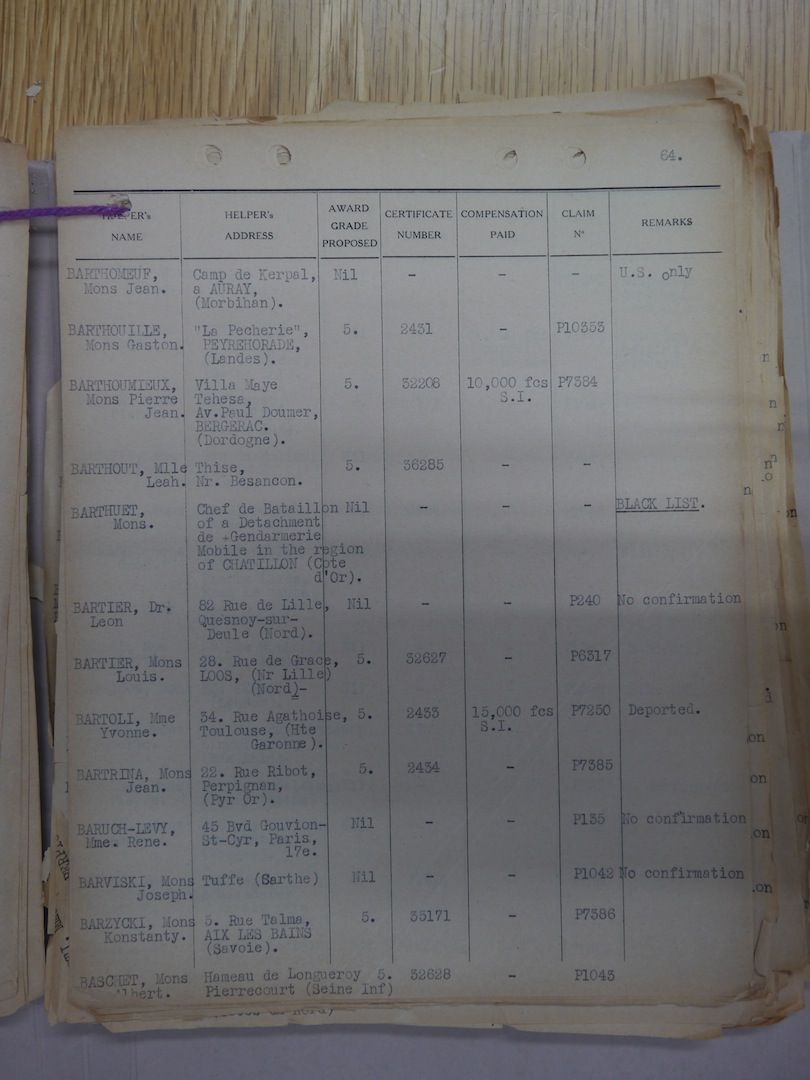 64.
HELPER's NAME HELPER's ADDRESS AWARD GRADE PROPOSED CERTIFICATE NUMBER COMPENSATION PAID CLAIM Nº REMARKS
BARTHOMEUF, Camp de Kerpal, Nil - - - U.S. only
Mons Jean. a AURAY,
(Morbihan).
BARTHOUILLE, "La Pecherie", 5. 2431 - P10353
Mons Gaston. PEYREHORADE,
(Landes).
BARTHOUMIEUX, Villa Maye 5. 32208 10,000 fcs P7384
Mons Pierre Tehesa, S.I.
Jean. Av.Paul Doumer,
BERGERAC.
(Dordogne).
BARTHOUT, Mlle Thise, 5. 36285 - -
Leah. Nr. Besancon.
BARTHUET, Chef de Bataillon Nil - - - BLACK LIST.
Mons. of a Detachment
de Gendarmerie
Mobile in the region
of CHATILLON (Cote
d'Or).
BARTIER, Dr. 82 Rue de Lille, Nil - - P240 No confirmation
Leon Quesnoy-sur-
Deule (Nord).
BARTIER, Mons 28. Rue de Grace, 5. 32627 - P6317
Louis. LOOS, (Nr Lille)
(Nord)-
BARTOLI, Mme 34. Rue Agathoise, 5. 2433 15,000 fcs P7250 Deported.
Yvonne. Toulouse, (Hte S.I.
Garonne).
BARTRINA, Mons 22. Rue Ribot, 5. 2434 - P7385
Jean. Perpignan,
(Pyr Or).
BARUCH-LEVY, 45 Bvd Gouvion- Nil - - P135 No confirmation
Mme. Rene. St-Cyr, Paris,
17e.
BARVISKI, Mons Tuffe (Sarthe) Nil - - P1042 No confirmation
Joseph.
BARZYCKI, Mons 5. Rue Talma, 5. 35171 - P7386
Konstanty. AIX LES BAINS
(Savoie).
BASCHET, Mons Hameau de Longueroy 5. 32628 - P1043
Albert. Pierrecourt (Seine Inf)